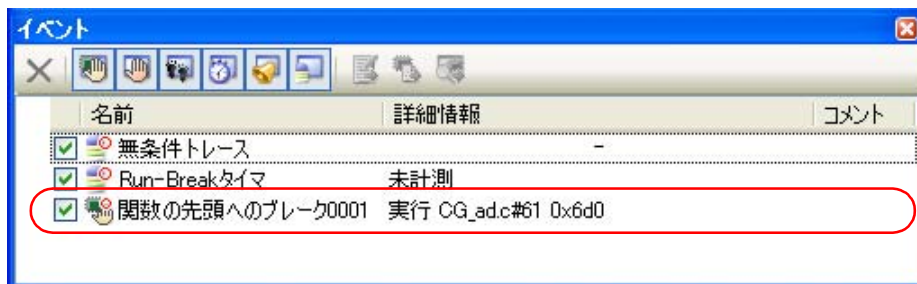 イベント
名前 詳細情報 コメント
無条件トレース -
Run-Breakタイマ 未計測
関数の先頭へのブレーク0001 実行 CG_ad.c#61 0x6d0